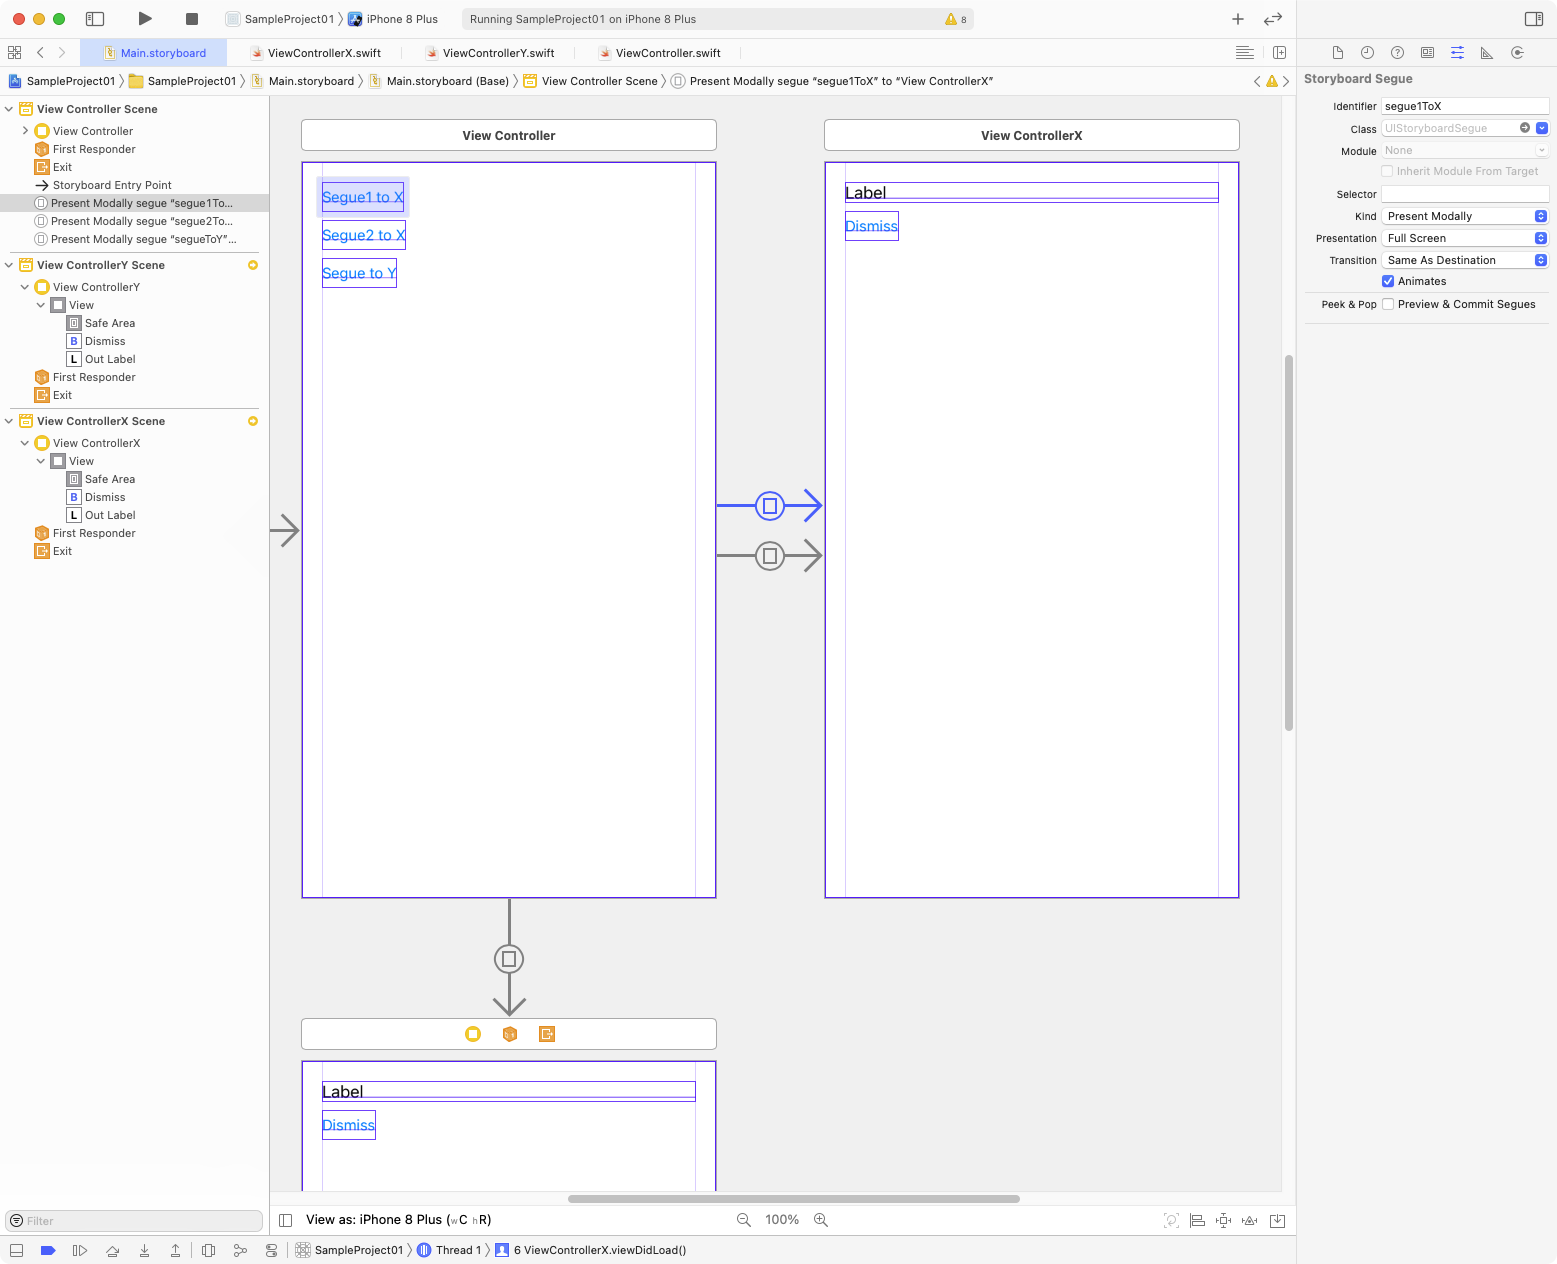 SampleProject01 〉 iPhone 8 Plus
Running SampleProject01 on iPhone 8 Plus
8
Main.storyboard
ViewControllerX.swift
ViewControllerY.swift
ViewController.swift
SampleProject01 〉 SampleProject01 〉 Main.storyboard 〉 Main.storyboard (Base) 〉 View Controller Scene 〉 Present Modally segue “segue1ToX” to “View ControllerX”
View Controller Scene
View Controller
First Responder
Exit
Storyboard Entry Point
Present Modally segue “segue1To...
Present Modally segue “segue2To...
Present Modally segue “segueToY”...
View ControllerY Scene
View ControllerY
View
Safe Area
B Dismiss
L Out Label
First Responder
Exit
View ControllerX Scene
View ControllerX
View
Safe Area
B Dismiss
L Out Label
First Responder
Exit
Filter
View Controller
Segue1 to X
Segue2 to X
Segue to Y
View ControllerX
Label
Dismiss
Label
Dismiss
View as: iPhone 8 Plus (wC hR)
100%
SampleProject01 〉 Thread 1 〉 6 ViewControllerX.viewDidLoad()
Storyboard Segue
Identifier segue1ToX
Class UIStoryboardSegue
Module None
Inherit Module From Target
Selector
Kind Present Modally
Presentation Full Screen
Transition Same As Destination
Animates
Peek & Pop Preview & Commit Segues